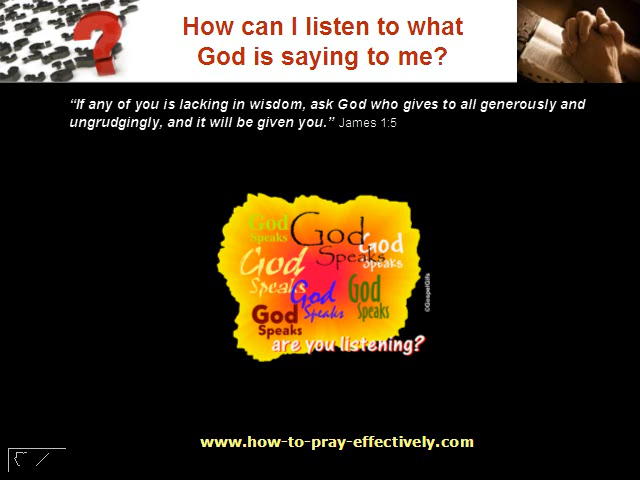 How can I listen to what
God is saying to me?
“If any of you is lacking in wisdom, ask God who gives to all generously and
ungrudgingly, and it will be given you.” James 1:5
God
Speaks
God
Speaks
God
Speaks
God
Speaks
God
Speaks
God
Speaks
God
Speaks
are you listening?
©GospelGifs
www.how-to-pray-effectively.com